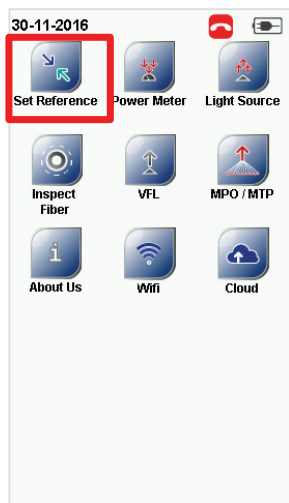 30-11-2016
Set Reference Power Meter Light Source
Inspect VFL MPO / MTP
Fiber
About Us Wifi Cloud